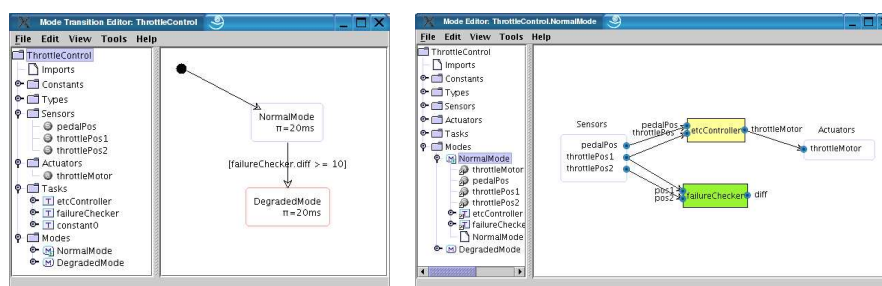 Mode Transition Editor: ThrottleControl
File Edit View Tools Help
ThrottleControl
Imports
Constants
Types
Sensors
pedalPos
throttlePos1
throttlePos2
Actuators
throttleMotor
Tasks
etcController
failureChecker
constant0
Modes
NormalMode
DegradedMode
NormalMode
π=20ms
[failureChecker.diff >= 10]
DegradedMode
π=20ms
Mode Editor: ThrottleControl.NormalMode
File Edit View Tools Help
ThrottleControl
Imports
Constants
Types
Sensors
Actuators
Tasks
Modes
NormalMode
throttleMotor
pedalPos
throttlePos1
throttlePos2
etcController
failureChecke
NormalMode
DegradedMode
Sensors
pedalPos
throttlePos1
throttlePos2
pedalPos
throttlePos
etcController
throttleMotor
Actuators
throttleMotor
pos1
pos2
failureChecker
diff